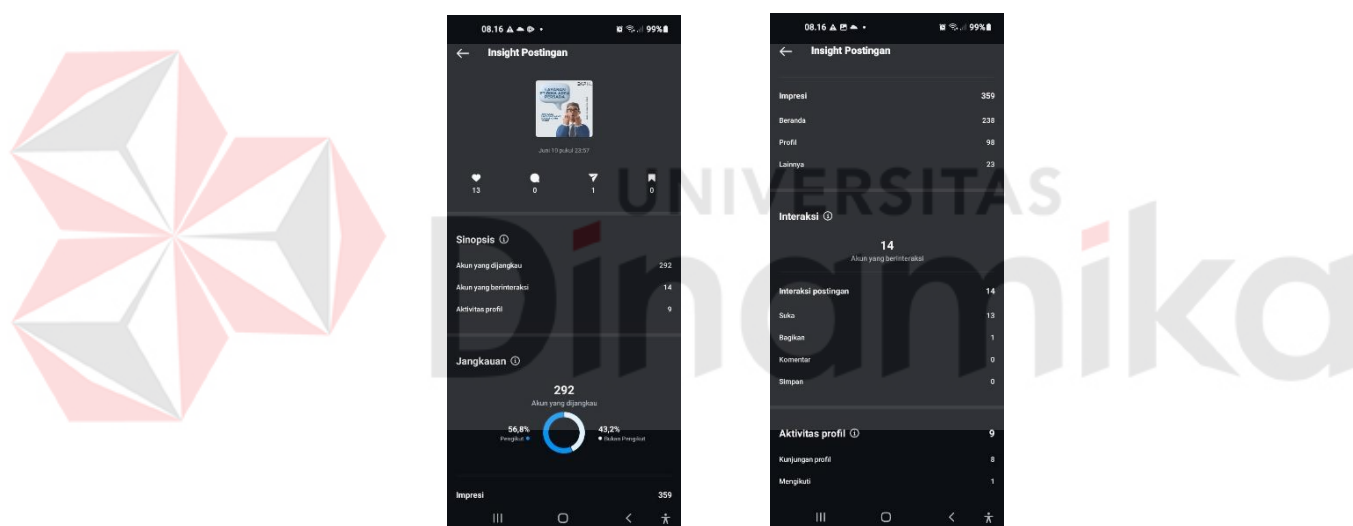 08.16
99%
Insight Postingan
Juni 10 pukul 23:57
13
0
1
0
Sinopsis
Akun yang dijangkau 292
Akun yang berinteraksi 14
Aktivitas profil 9
Jangkauan
292
Akun yang dijangkau
56,8%
Pengikut
43,2%
Bukan Pengikut
Impresi 359
08.16
99%
Insight Postingan
Impresi 359
Beranda 238
Profil 98
Lainnya 23
Interaksi
14
Akun yang berinteraksi
Interaksi postingan 14
Suka 13
Bagikan 1
Komentar 0
Simpan 0
Aktivitas profil 9
Kunjungan profil 8
Mengikuti 1
UNIVERSITAS
Dinamika